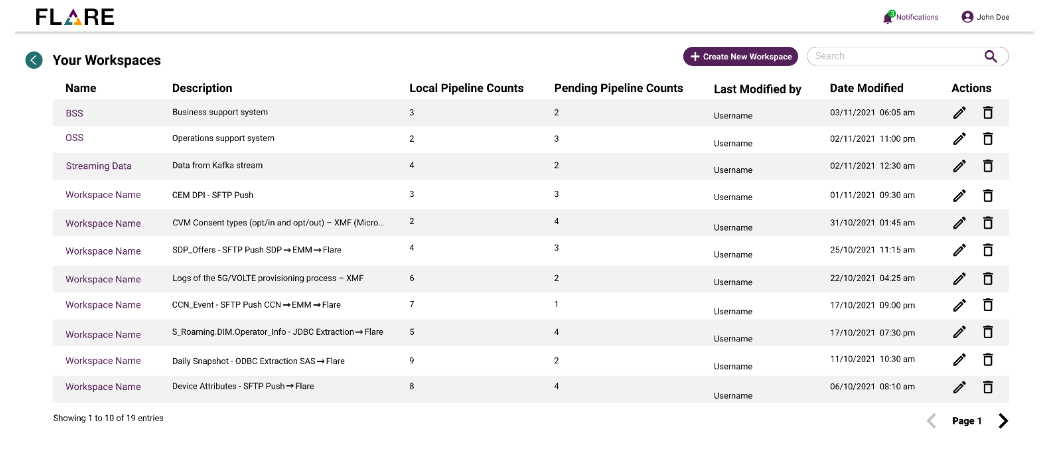 FLARE
3
Notifications
John Doe
Your Workspaces
+ Create New Workspace
Search
Name Description Local Pipeline Counts Pending Pipeline Counts Last Modified by Date Modified Actions
BSS Business support system 3 2 Username 03/11/2021 06:05 am
OSS Operations support system 2 3 Username 02/11/2021 11:00 pm
Streaming Data Data from Kafka stream 4 2 Username 02/11/2021 12:30 am
Workspace Name CEM DPI - SFTP Push 3 3 Username 01/11/2021 09:30 am
Workspace Name CVM Consent types (opt/in and opt/out) – XMF (Micro... 2 4 Username 31/10/2021 01:45 am
Workspace Name SDP_Offers - SFTP Push SDP→EMM→Flare 4 3 Username 25/10/2021 11:15 am
Workspace Name Logs of the 5G/VOLTE provisioning process – XMF 6 2 Username 22/10/2021 04:25 am
Workspace Name CCN_Event - SFTP Push CCN→EMM→Flare 7 1 Username 17/10/2021 09:00 pm
Workspace Name S_Roaming.DIM.Operator_Info - JDBC Extraction→Flare 5 4 Username 17/10/2021 07:30 pm
Workspace Name Daily Snapshot - ODBC Extraction SAS→Flare 9 2 Username 11/10/2021 10:30 am
Workspace Name Device Attributes - SFTP Push→Flare 8 4 Username 06/10/2021 08:10 am
Showing 1 to 10 of 19 entries
Page 1